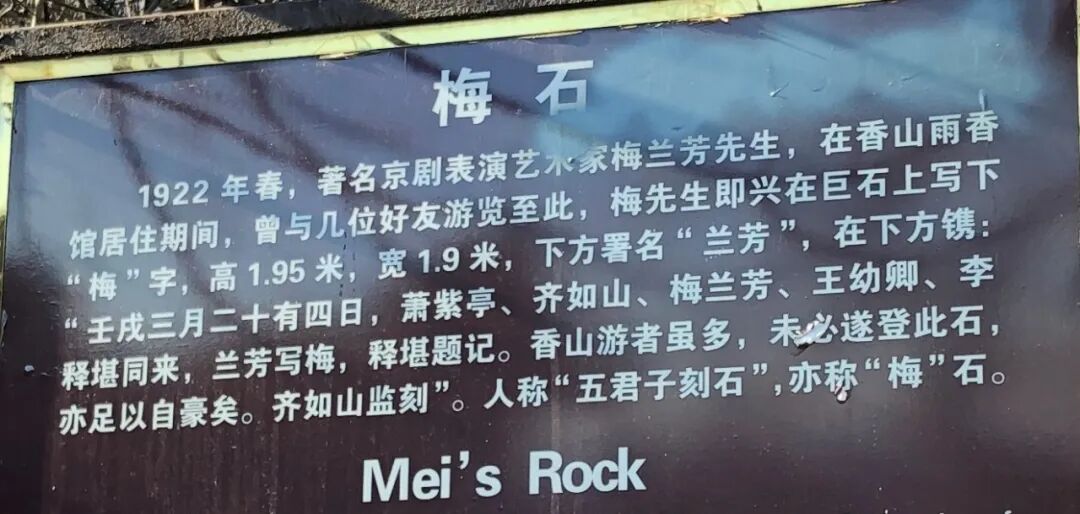 梅 石
1922 年春，著名京剧表演艺术家梅兰芳先生，在香山雨香
馆居住期间，曾与几位好友游览至此，梅先生即兴在巨石上写下
“梅”字，高 1.95 米，宽 1.9 米，下方署名“兰芳”，在下方镌：
“壬戌三月二十有四日，萧紫亭、齐如山、梅兰芳、王幼卿、李
释堪同来，兰芳写梅，释堪题记。香山游者虽多，未必遂登此石，
亦足以自豪矣。齐如山监刻”。人称“五君子刻石”，亦称“梅”石。
Mei's Rock